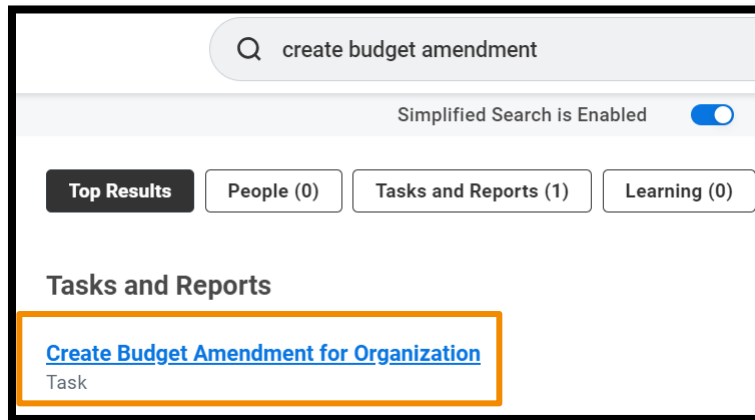 create budget amendment
Simplified Search is Enabled
Top Results People (0) Tasks and Reports (1) Learning (0)
Tasks and Reports
Create Budget Amendment for Organization
Task